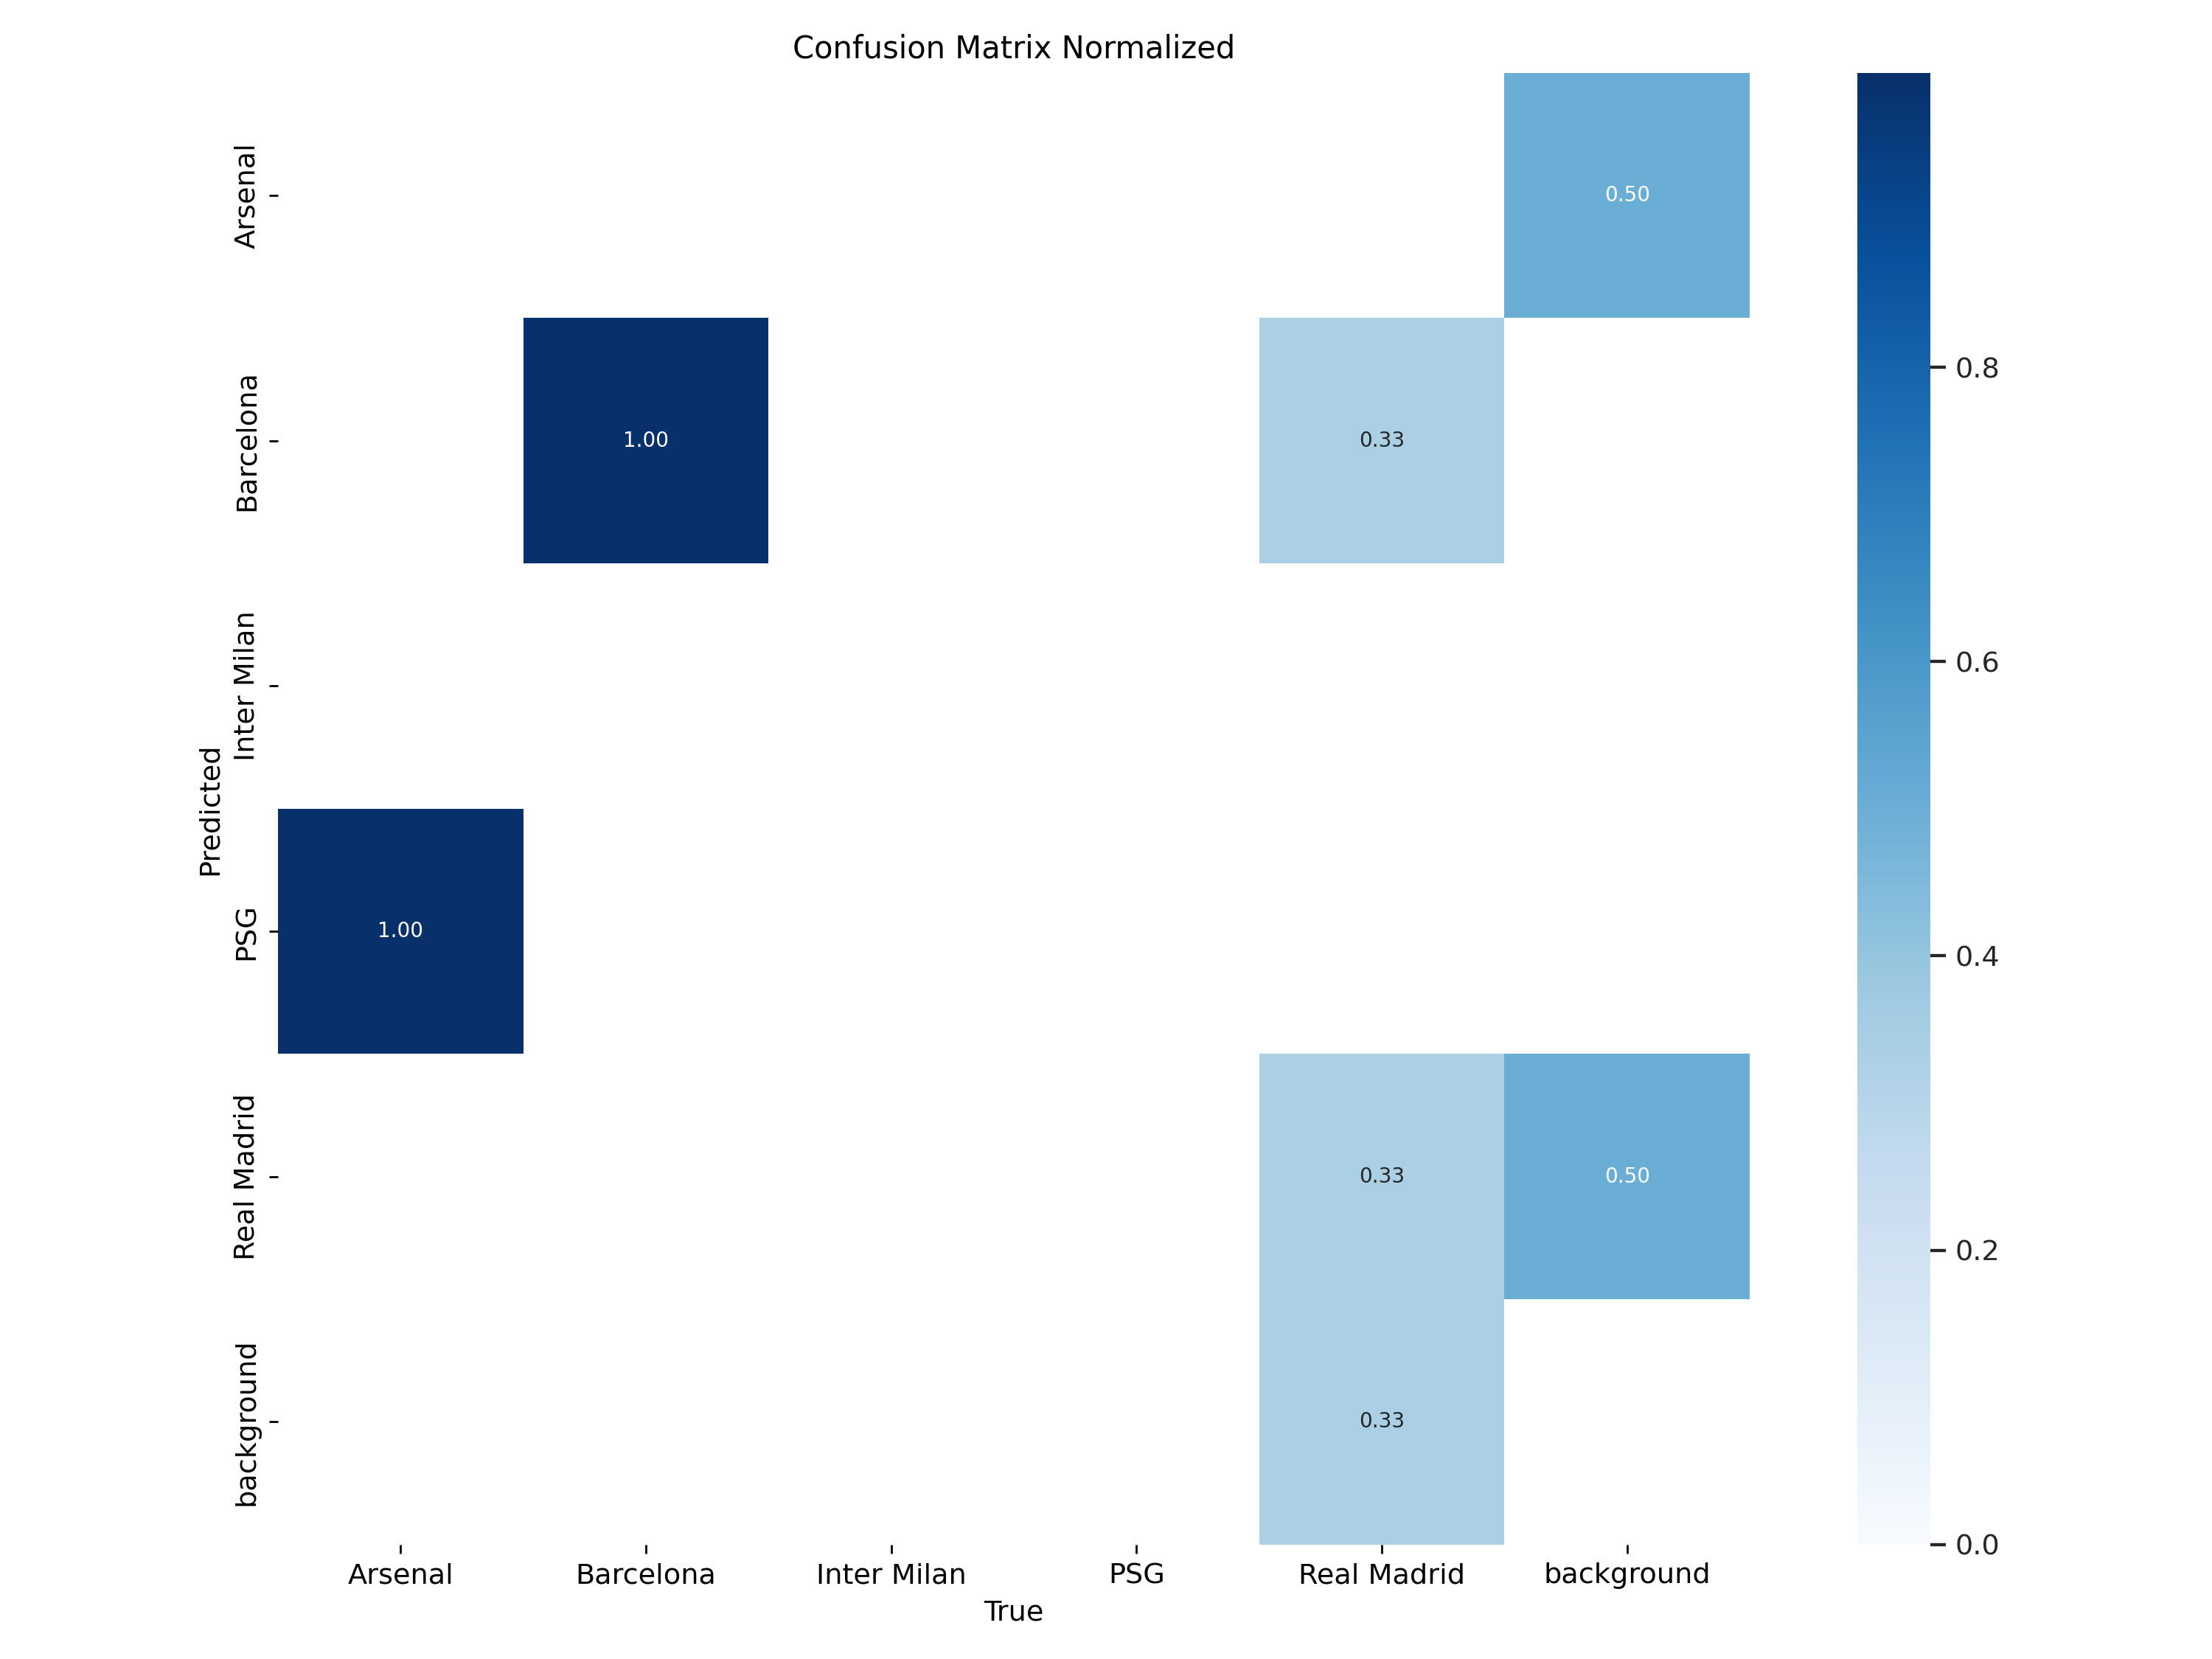 Confusion Matrix Normalized
Predicted
Arsenal
Barcelona
Inter Milan
PSG
Real Madrid
background
0.50
1.00
0.33
1.00
0.33
0.50
0.33
Arsenal
Barcelona
Inter Milan
PSG
Real Madrid
background
True
0.8
0.6
0.4
0.2
0.0